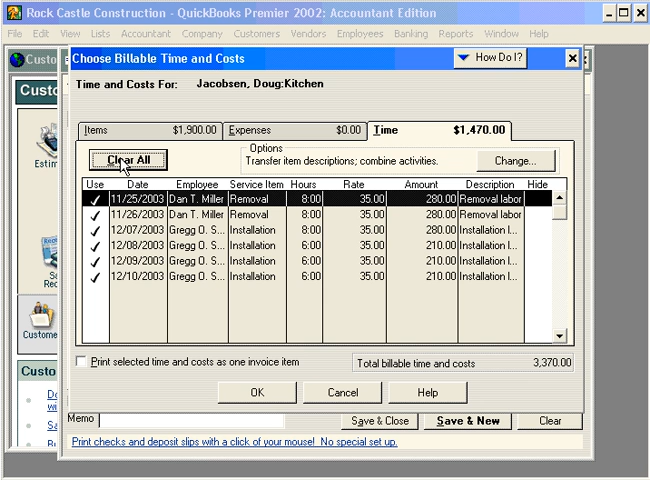 Rock Castle Construction - QuickBooks Premier 2002: Accountant Edition
File Edit View Lists Accountant Company Customers Vendors Employees Banking Reports Window Help
Custo
Choose Billable Time and Costs
How Do I?
Custo
Time and Costs For: Jacobsen, Doug:Kitchen
Items $1,900.00 Expenses $0.00 Time $1,470.00
Clear All
Options
Transfer item descriptions; combine activities.
Change...
Estim
Use Date Employee Service Item Hours Rate Amount Description Hide
11/25/2003 Dan T. Miller Removal 8:00 35.00 280.00 Removal labor
11/26/2003 Dan T. Miller Removal 8:00 35.00 280.00 Removal labor
12/07/2003 Gregg O. S... Installation 8:00 35.00 280.00 Installation l...
12/08/2003 Gregg O. S... Installation 6:00 35.00 210.00 Installation l...
12/09/2003 Gregg O. S... Installation 6:00 35.00 210.00 Installation l...
12/10/2003 Gregg O. S... Installation 6:00 35.00 210.00 Installation l...
Rec
Custome
Print selected time and costs as one invoice item
Total billable time and costs 3,370.00
Custo
OK Cancel Help
Memo
Save & Close Save & New Clear
Print checks and deposit slips with a click of your mouse! No special set up.